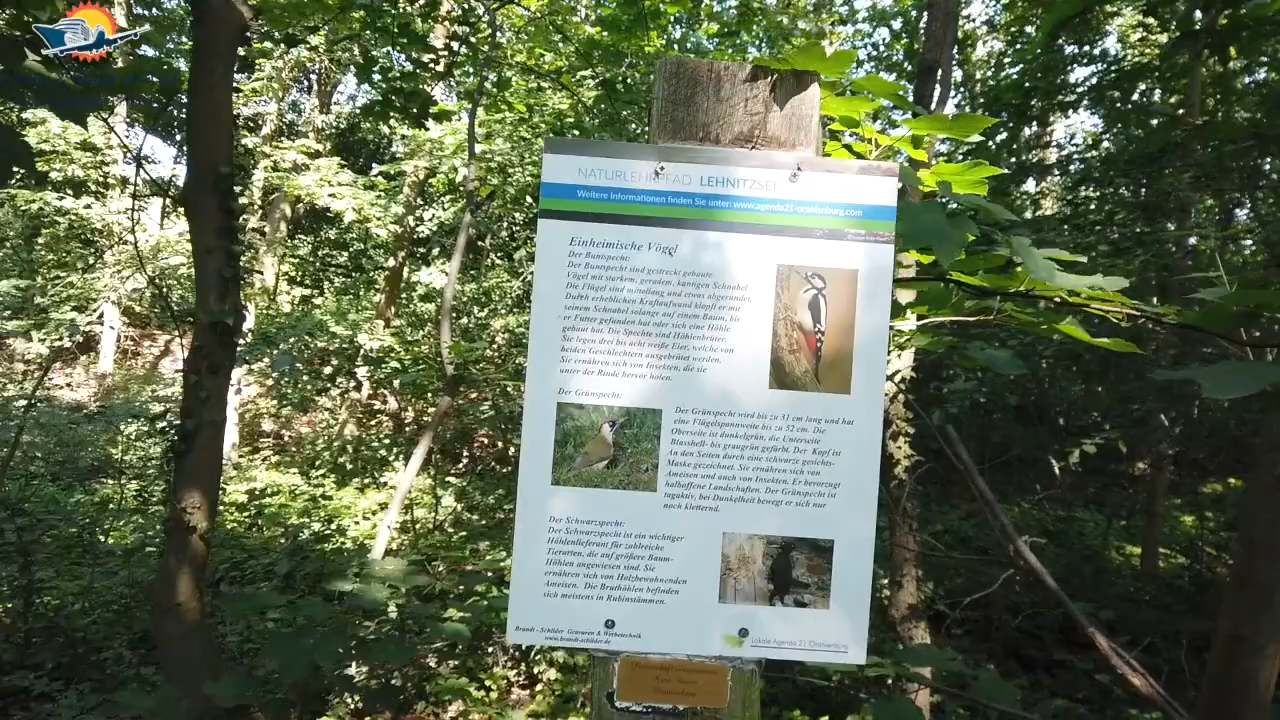 NATURLEHRPFAD LEHNITZSEE
Weitere Informationen finden Sie unter: www.agenda21-oranienburg.com
Einheimische Vögel
Der Buntspecht:
Der Buntspecht sind gestreckt gebaute
Vögel mit starkem, geradem, kantigen Schnabel
Die Flügel sind mittellang und etwas abgerundet.
Durch erheblichen Kraftaufwand klopft er mit
seinem Schnabel solange auf einem Baum, bis
er Futter gefunden hat oder sich eine Höhle
gebaut hat. Die Spechte sind Höhlenbrüter.
Sie legen drei bis acht weiße Eier, welche von
beiden Geschlechtern ausgebrütet werden.
Sie ernähren sich von Insekten, die sie
unter der Rinde hervor holen.
Der Grünspecht:
Der Grünspecht wird bis zu 31 cm lang und hat
eine Flügelspannweite bis zu 52 cm. Die
Oberseite ist dunkelgrün, die Unterseite
Blasshell- bis graugrün gefärbt. Der Kopf ist
An den Seiten durch eine schwarze gesichts-
Maske gezeichnet. Sie ernähren sich von
Ameisen und auch von Insekten. Er bevorzugt
halboffene Landschaften. Der Grünspecht ist
tagaktiv, bei Dunkelheit bewegt er sich nur
noch kletternd.
Der Schwarzspecht:
Der Schwarzspecht ist ein wichtiger
Höhlenlieferant für zahlreiche
Tierarten, die auf größere Baum-
Höhlen angewiesen sind. Sie
ernähren sich von Holzbewohnenden
Ameisen. Die Bruthöhlen befinden
sich meistens in Rubinstämmen.
Brandt - Schilder Gravuren & Werbetechnik
www.brandt-schilder.de
Lokale Agenda 21 Oranienburg